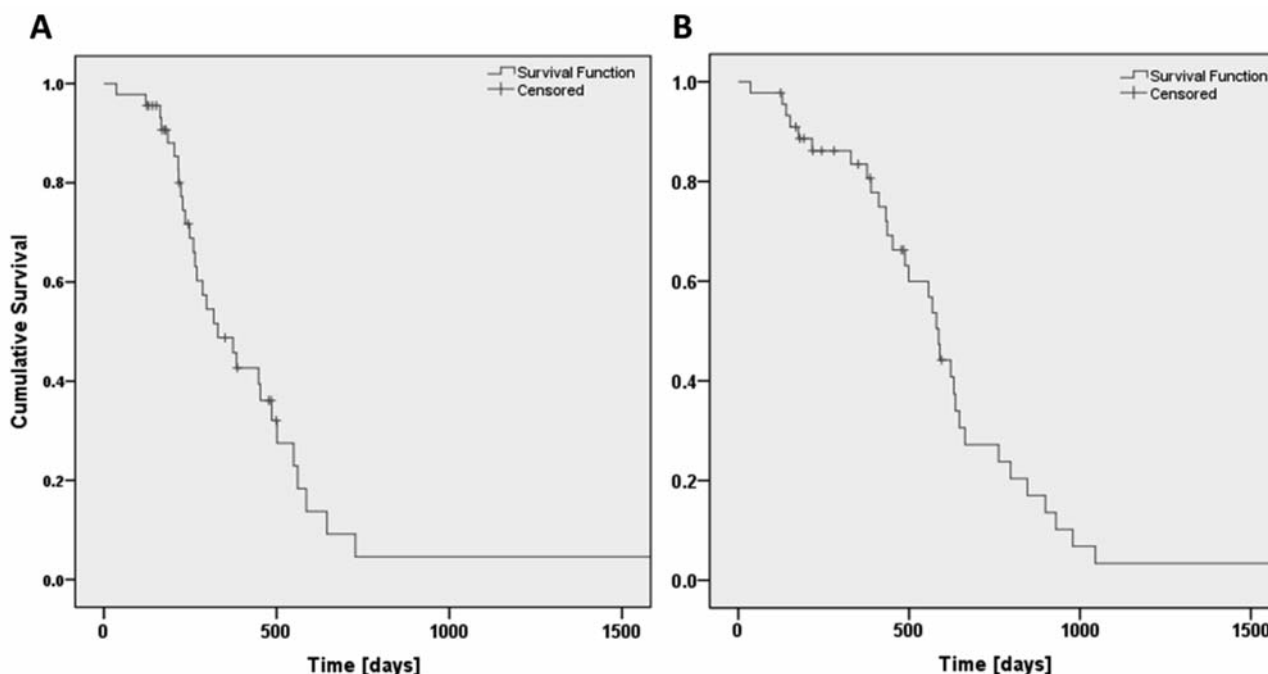 A
Survival Function
Censored
1.0
0.8
0.6
0.4
0.2
0.0
Cumulative Survival
0 500 1000 1500
Time [days]
B
Survival Function
Censored
1.0
0.8
0.6
0.4
0.2
0.0
0 500 1000 1500
Time [days]